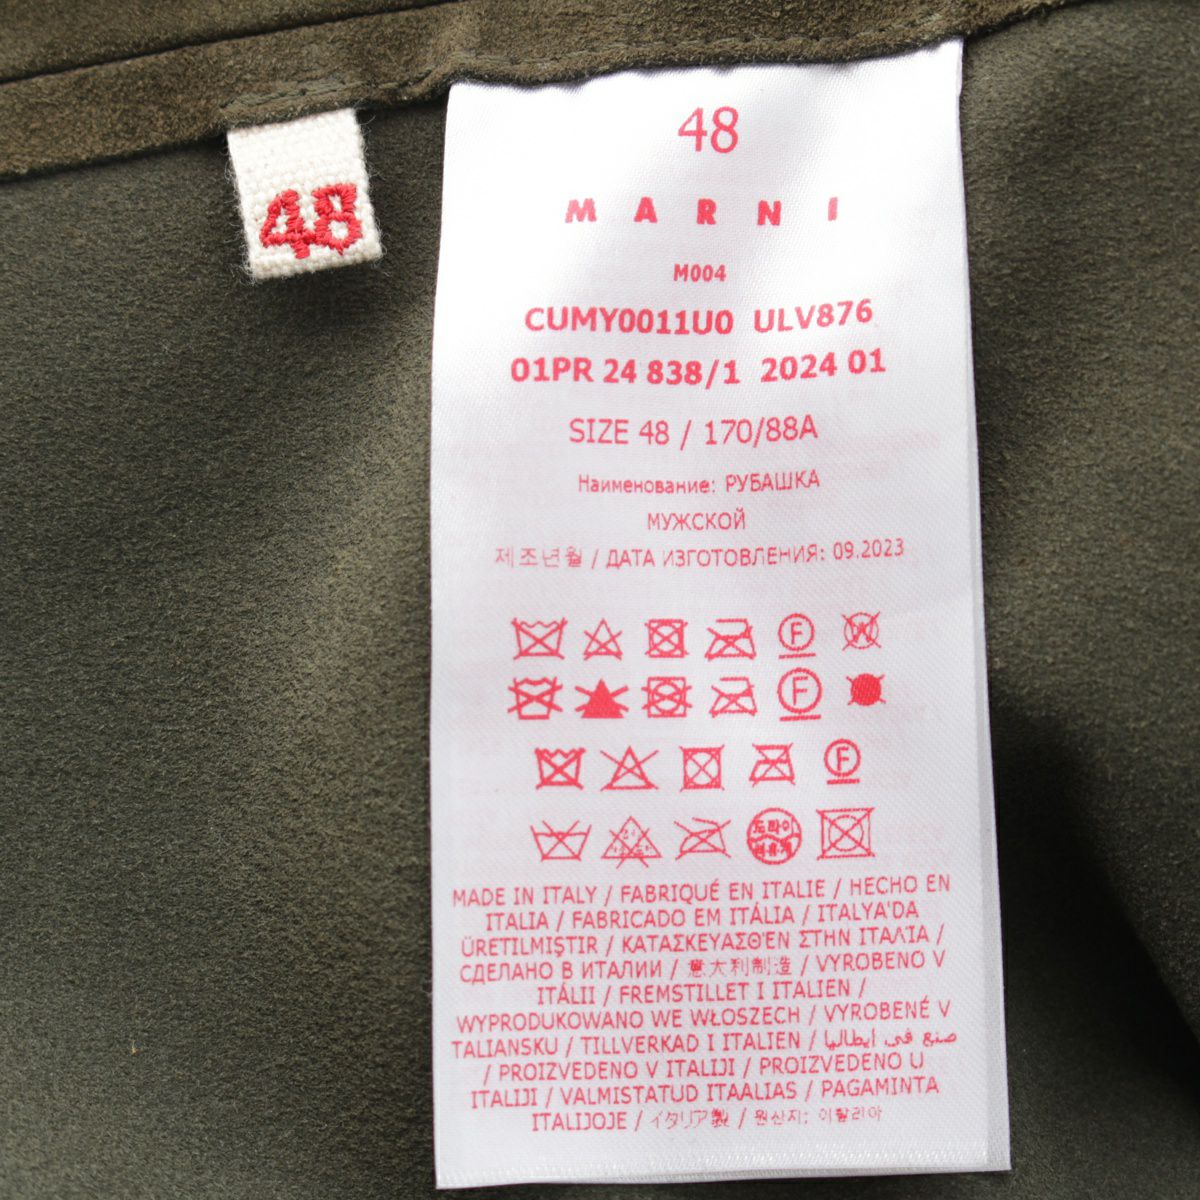 48
48
MARNI
M004
CUMY0011U0 ULV876
01PR 24 838/1 2024 01
SIZE 48 / 170/88A
Наименование: РУБАШКА
МУЖСКОЙ
제조년월 / ДАТА ИЗГОТОВЛЕНИЯ: 09.2023
F W
F
F
드라이
MADE IN ITALY / FABRIQUÉ EN ITALIE / HECHO EN
ITALIA / FABRICADO EM ITÁLIA / ITALYA'DA
ÜRETILMIŞTIR / ΚΑΤΑΣΚΕΥΑΣΘΈΝ ΣΤΗΝ ΙΤΑΛΊΑ /
СДЕЛАНО В ИТАЛИИ / 意大利制造 / VYROBENO V
ITÁLII / FREMSTILLET I ITALIEN /
WYPRODUKOWANO WE WŁOSZECH / VYROBENÉ V
TALIANSKU / TILLVERKAD I ITALIEN / صنع في ايطاليا
/ PROIZVEDENO V ITALIJI / PROIZVEDENO U
ITALIJI / VALMISTATUD ITAALIAS / PAGAMINTA
ITALIJOJE / イタリア製 / 원산지: 이탈리아